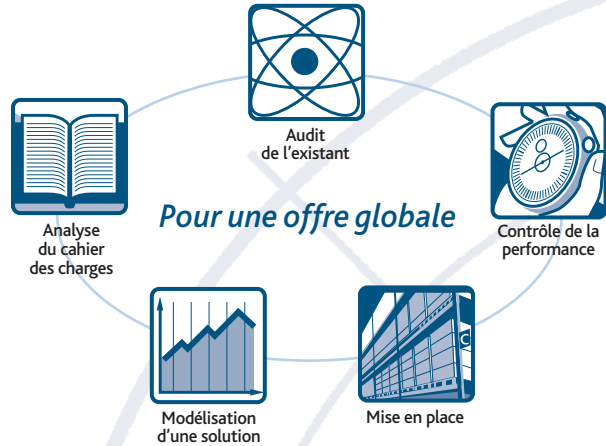 Audit
de l'existant
Analyse
du cahier
des charges
Pour une offre globale
Contrôle de la
performance
Modélisation
d'une solution
Mise en place
C